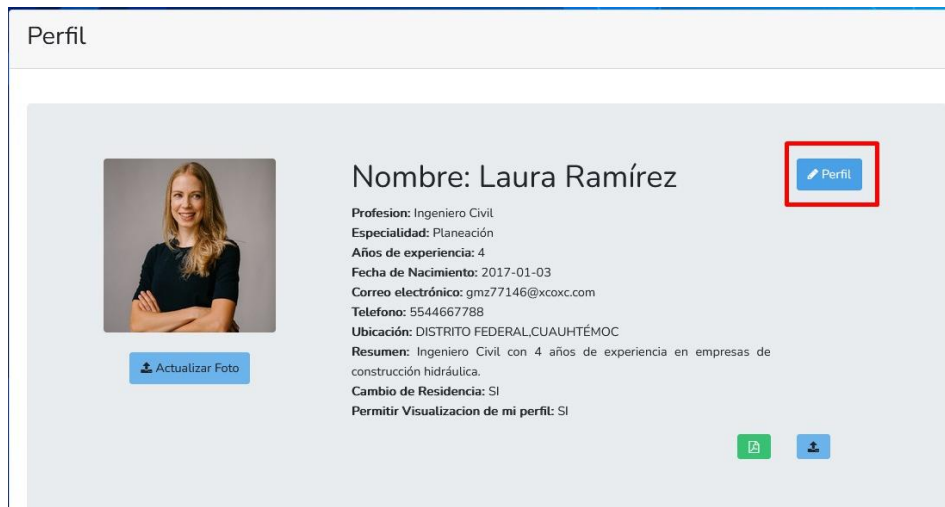 Perfil
Nombre: Laura Ramírez
Perfil
Profesion: Ingeniero Civil
Especialidad: Planeación
Años de experiencia: 4
Fecha de Nacimiento: 2017-01-03
Correo electrónico: gmz77146@xcoxc.com
Telefono: 5544667788
Ubicación: DISTRITO FEDERAL,CUAUHTÉMOC
Resumen: Ingeniero Civil con 4 años de experiencia en empresas de
construcción hidráulica.
Cambio de Residencia: SI
Permitir Visualizacion de mi perfil: SI
Actualizar Foto